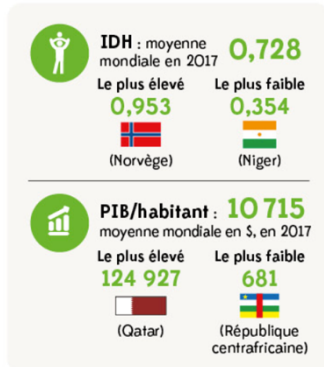 IDH : moyenne 0,728
mondiale en 2017
Le plus élevé Le plus faible
0,953 0,354
(Norvège) (Niger)
PIB/habitant : 10 715
moyenne mondiale en $, en 2017
Le plus élevé Le plus faible
124 927 681
(Qatar) (République
centrafricaine)